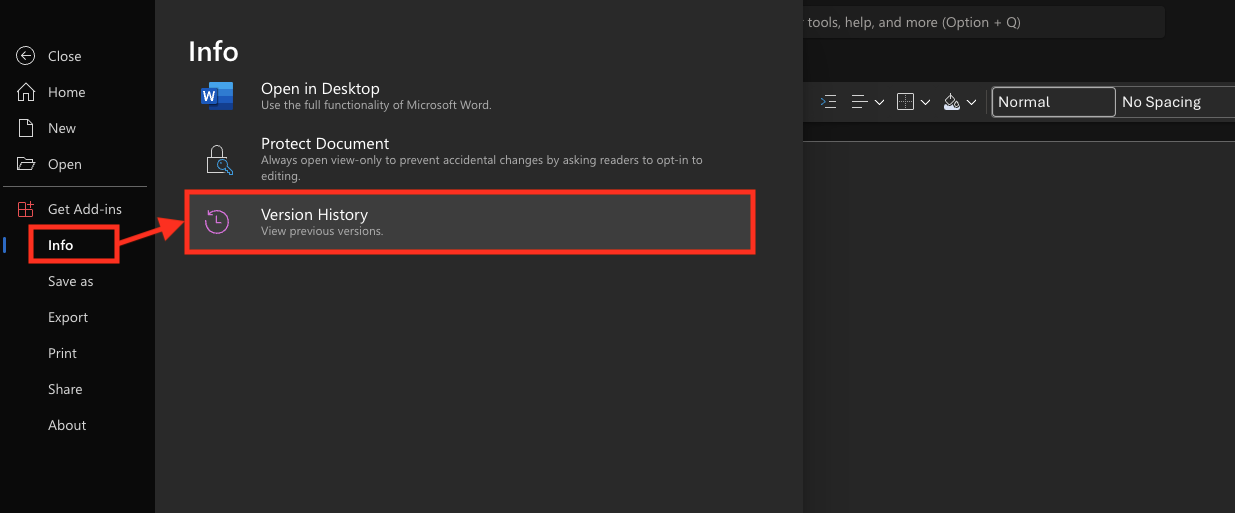 tools, help, and more (Option + Q)
Close
Home
New
Open
Get Add-ins
Info
Save as
Export
Print
Share
About
Info
W
Open in Desktop
Use the full functionality of Microsoft Word.
Protect Document
Always open view-only to prevent accidental changes by asking readers to opt-in to
editing.
Version History
View previous versions.
Normal
No Spacing